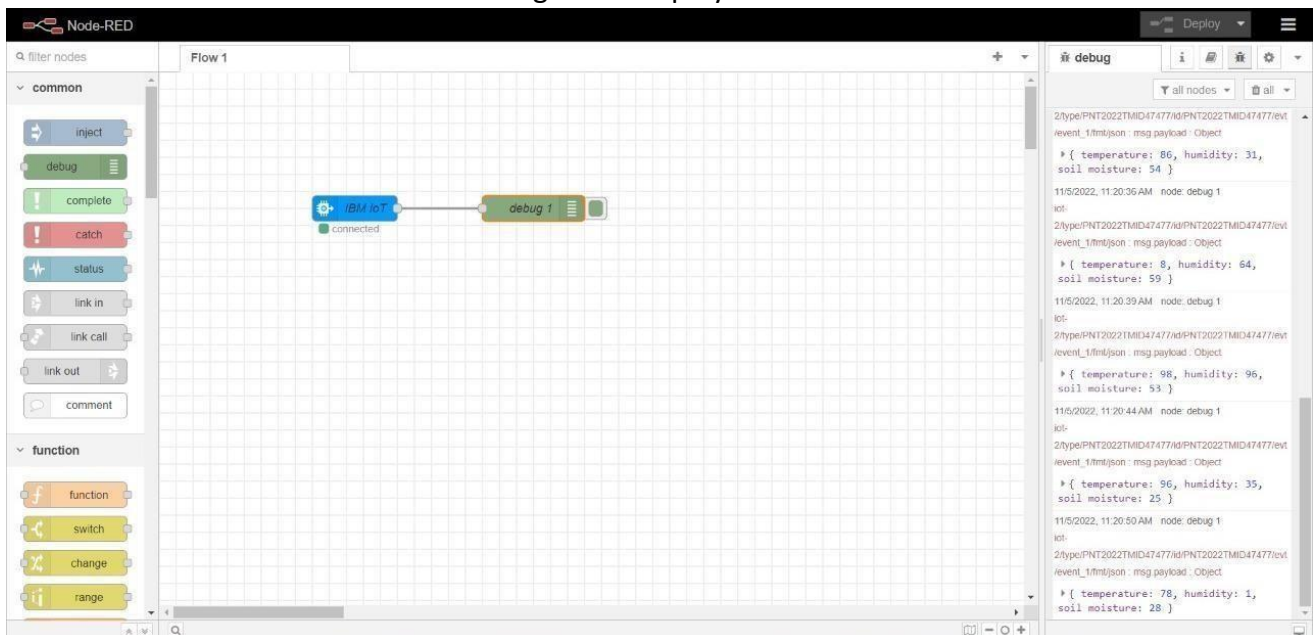 Node-RED
Deploy
filter nodes
Flow 1
debug
i
common
all nodes
all
inject
debug
complete
catch
status
link in
link call
link out
comment
function
function
switch
change
range
IBM IoT
connected
debug 1
2/type/PNT2022TMID47477/id/PNT2022TMID47477/evt
/event_1/fmt/json : msg.payload : Object
{ temperature: 86, humidity: 31,
soil moisture: 54 }
11/5/2022, 11:20:36 AM node: debug 1
iot-
2/type/PNT2022TMID47477/id/PNT2022TMID47477/evt
/event_1/fmt/json : msg.payload : Object
{ temperature: 8, humidity: 64,
soil moisture: 59 }
11/5/2022, 11:20:39 AM node: debug 1
iot-
2/type/PNT2022TMID47477/id/PNT2022TMID47477/evt
/event_1/fmt/json : msg.payload : Object
{ temperature: 98, humidity: 96,
soil moisture: 53 }
11/5/2022, 11:20:44 AM node: debug 1
iot-
2/type/PNT2022TMID47477/id/PNT2022TMID47477/evt
/event_1/fmt/json : msg.payload : Object
{ temperature: 96, humidity: 35,
soil moisture: 25 }
11/5/2022, 11:20:50 AM node: debug 1
iot-
2/type/PNT2022TMID47477/id/PNT2022TMID47477/evt
/event_1/fmt/json : msg.payload : Object
{ temperature: 78, humidity: 1,
soil moisture: 28 }